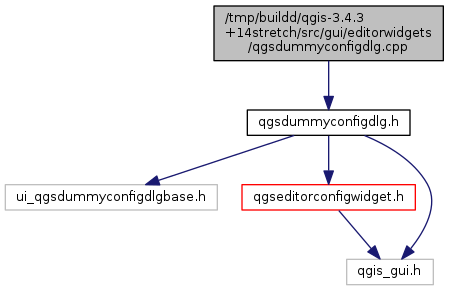 /tmp/buildd/qgis-3.4.3
+14stretch/src/gui/editorwidgets
/qgsdummyconfigdlg.cpp
qgsdummyconfigdlg.h
ui_qgsdummyconfigdlgbase.h
qgseditorconfigwidget.h
qgis_gui.h